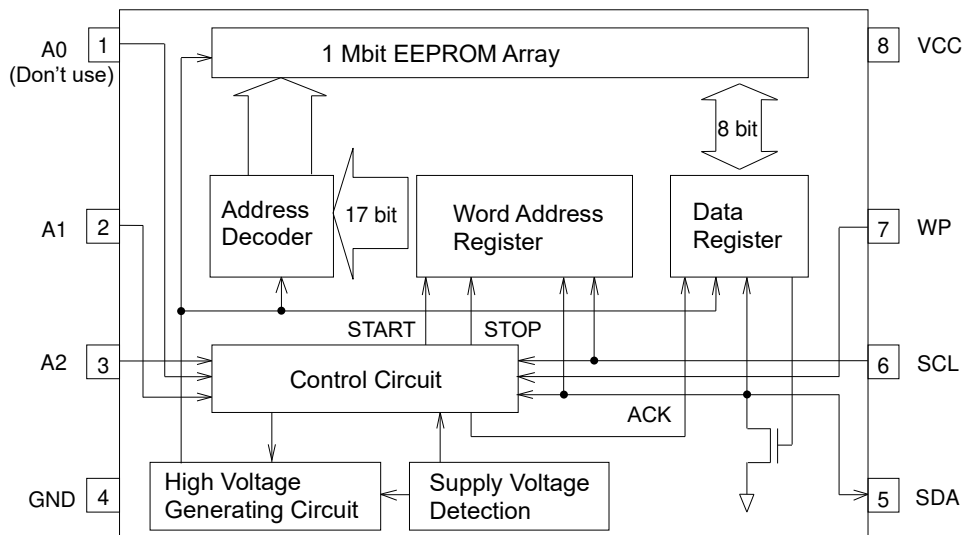 A0
(Don't use)
1
1 Mbit EEPROM Array
8
VCC
8 bit
A1
2
Address
Decoder
17 bit
Word Address
Register
Data
Register
7
WP
START
STOP
A2
3
Control Circuit
6
SCL
ACK
GND
4
High Voltage
Generating Circuit
Supply Voltage
Detection
5
SDA